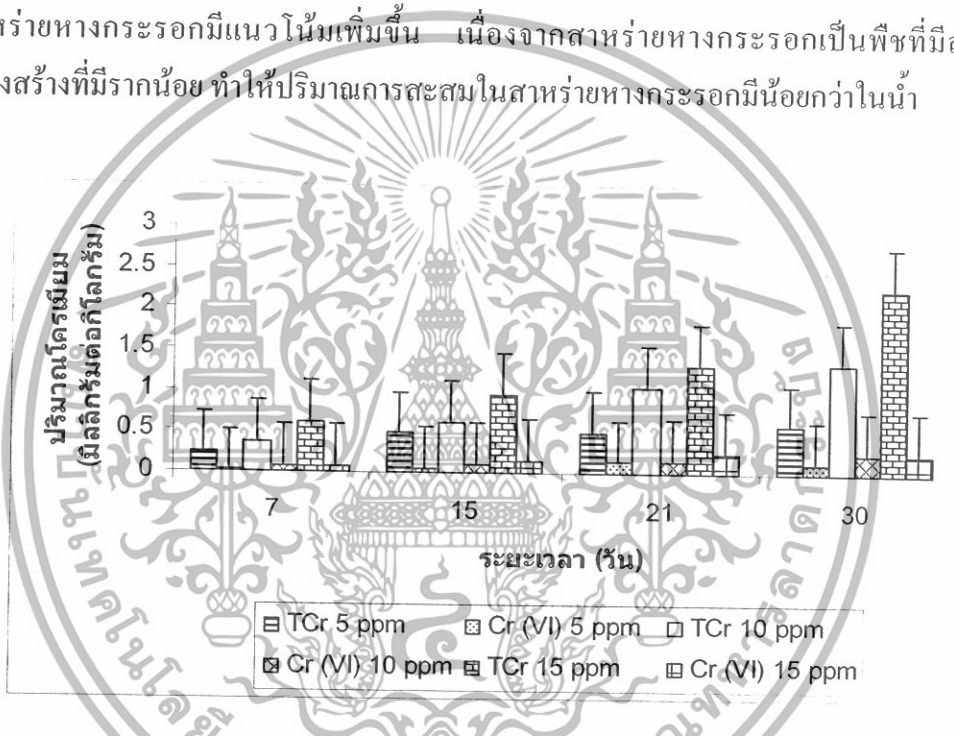 หร่ายหางกระรอกมีแนวโน้มเพิ่มขึ้น เนื่องจากสาหร่ายหางกระรอกเป็นพืชที่มี
งสร้างที่มีรากน้อย ทำให้ปริมาณการสะสมในสาหร่ายหางกระรอกมีน้อยกว่าในน้ำ
ปริมาณโครเมียม
(มิลลิกรัมต่อกิโลกรัม)
3
2.5
2
1.5
1
0.5
0
7 15 21 30
ระยะเวลา (วัน)
TCr 5 ppm Cr (VI) 5 ppm TCr 10 ppm
Cr (VI) 10 ppm TCr 15 ppm Cr (VI) 15 ppm